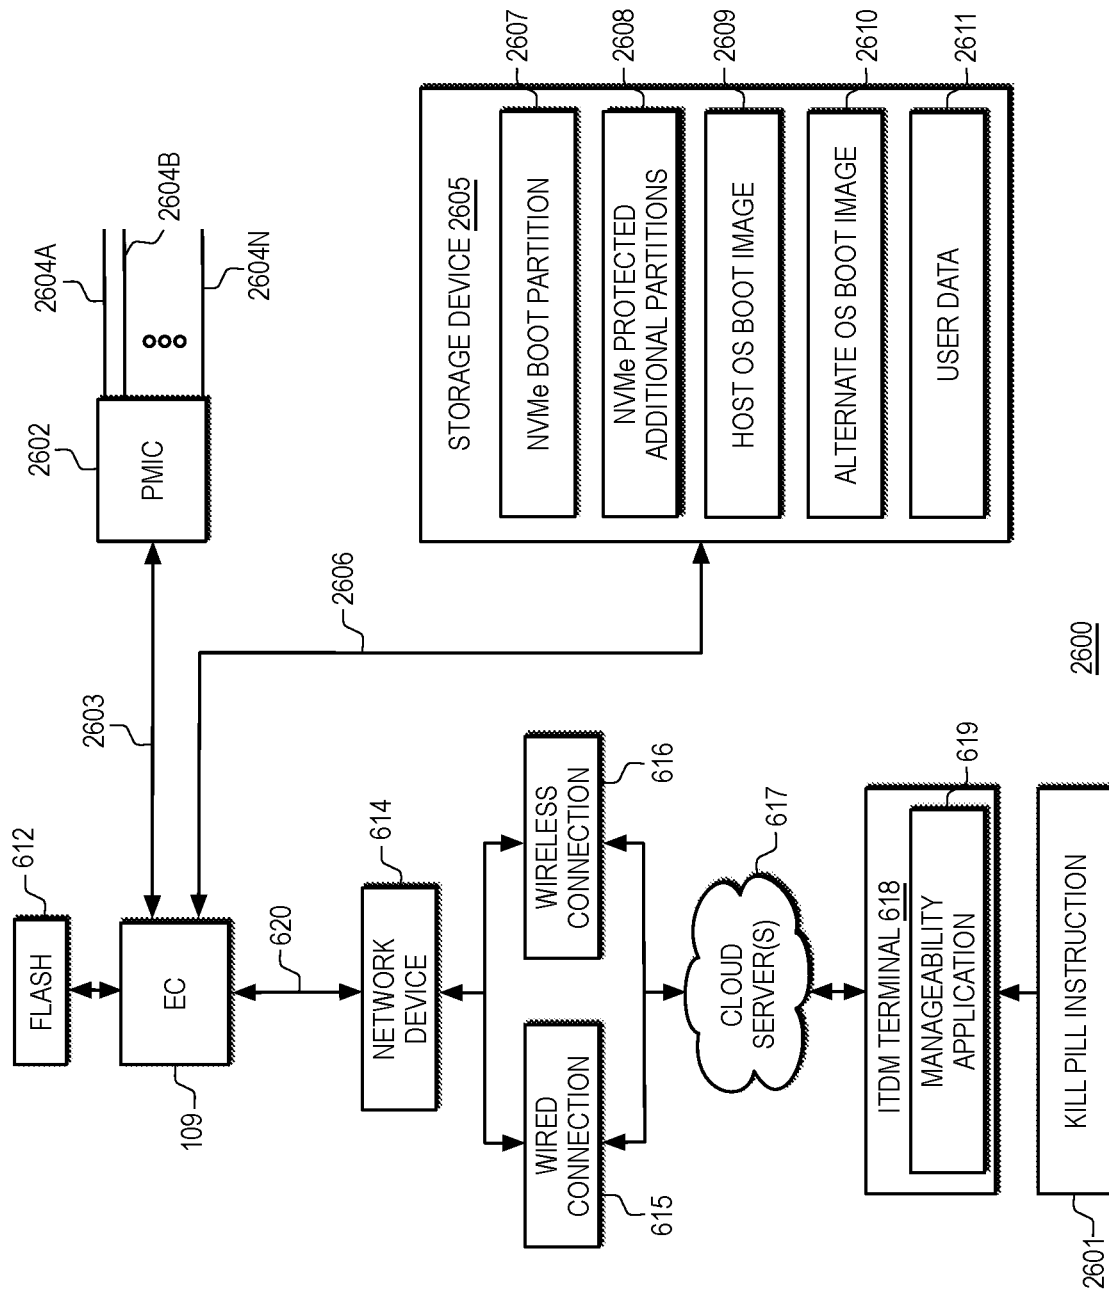 2600
2601
KILL PILL INSTRUCTION
ITDM TERMINAL 618
MANAGEABILITY
APPLICATION
619
CLOUD
SERVER(S)
617
WIRED
CONNECTION
615
WIRELESS
CONNECTION
616
NETWORK
DEVICE
614
620
EC
109
FLASH
612
2603
2606
PMIC
2602
2604A
2604B
2604N
STORAGE DEVICE 2605
NVMe BOOT PARTITION
2607
NVMe PROTECTED
ADDITIONAL PARTITIONS
2608
HOST OS BOOT IMAGE
2609
ALTERNATE OS BOOT IMAGE
2610
USER DATA
2611